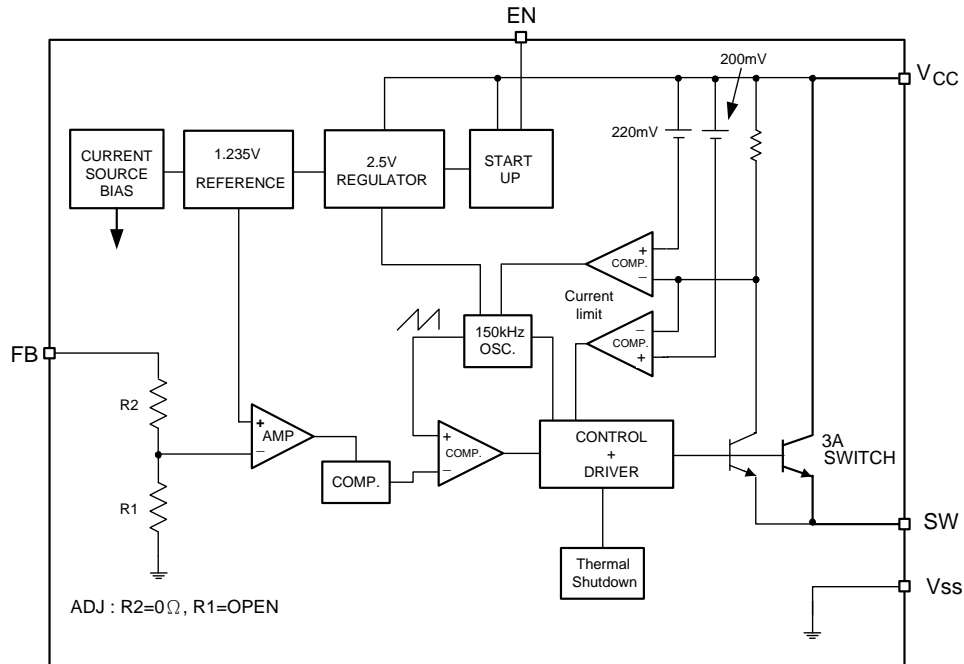 EN
200mV
VCC
220mV
CURRENT
SOURCE
BIAS
1.235V
REFERENCE
2.5V
REGULATOR
START
UP
+
COMP.
−
Current
limit
−
COMP.
+
150kHz
OSC.
FB
R2
+
AMP
−
COMP.
+
COMP.
−
CONTROL
+
DRIVER
3A
SWITCH
R1
SW
Thermal
Shutdown
Vss
ADJ : R2=0Ω, R1=OPEN